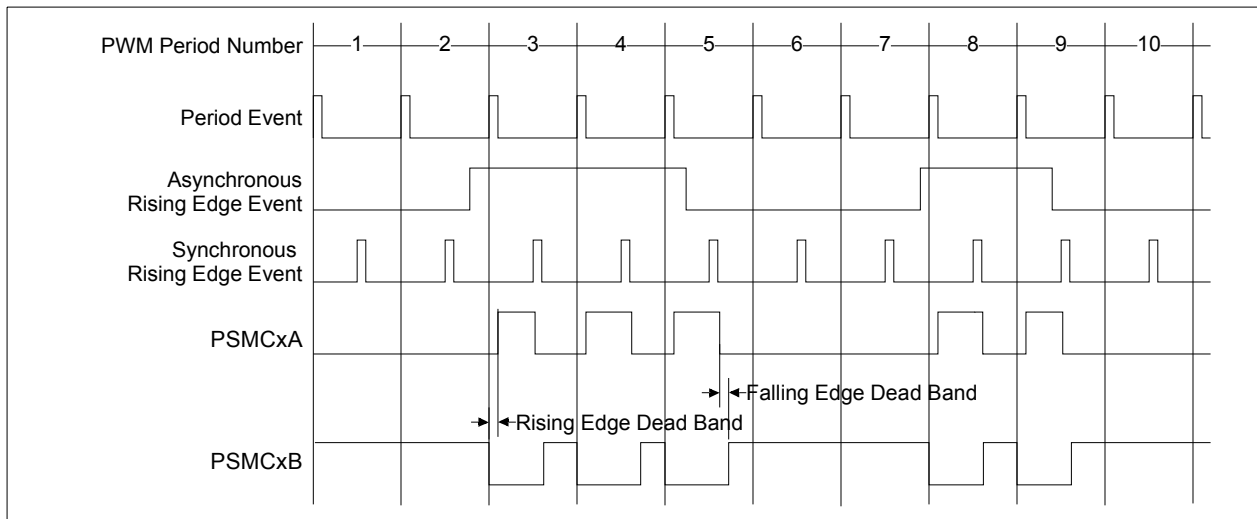 PWM Period Number
1 2 3 4 5 6 7 8 9 10
Period Event
Asynchronous
Rising Edge Event
Synchronous
Rising Edge Event
PSMCxA
Falling Edge Dead Band
Rising Edge Dead Band
PSMCxB